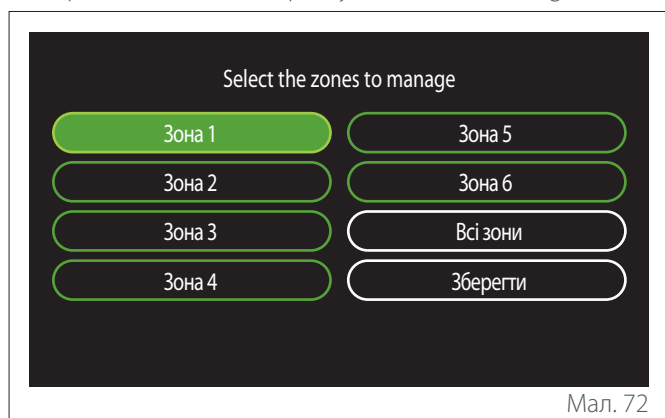 Select the zones to manage
Зона 1
Зона 2
Зона 3
Зона 4
Зона 5
Зона 6
Всі зони
Зберегти
Мал. 72